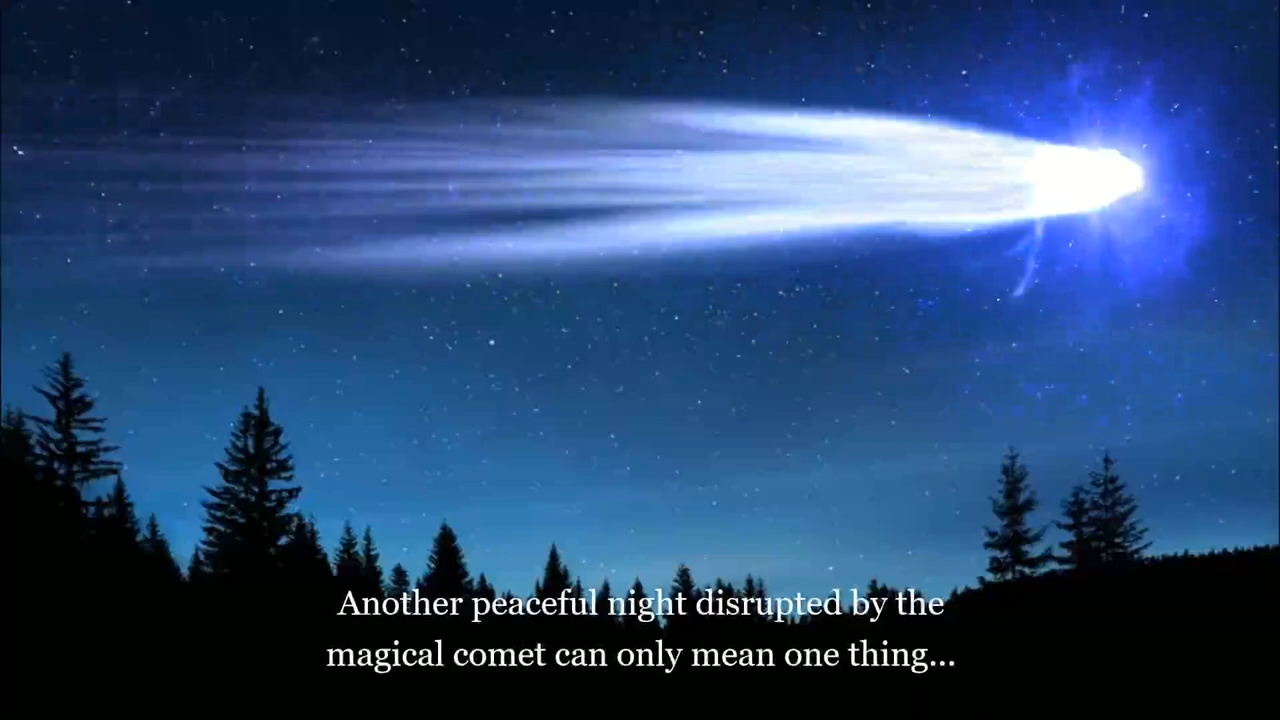 Another peaceful night disrupted by the
magical comet can only mean one thing...